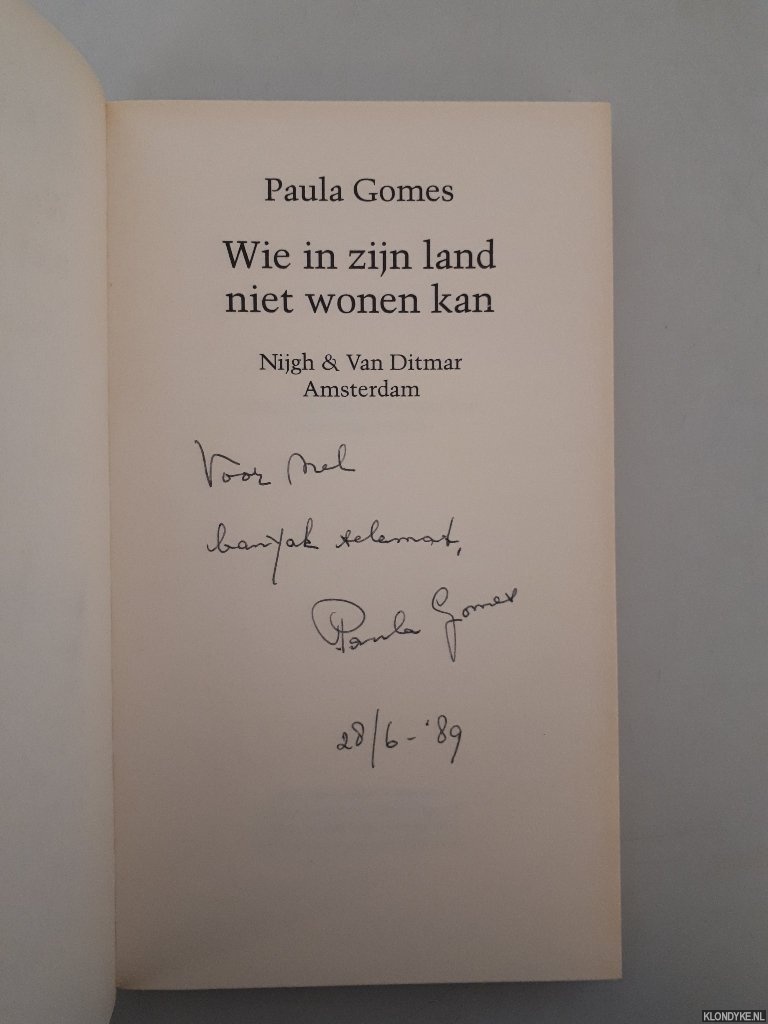 Paula Gomes
Wie in zijn land
niet wonen kan
Nijgh & Van Ditmar
Amsterdam
Voor Nel
banyak selamat,
Paula Gomes
28/6-'89
KLONDYKE.NL